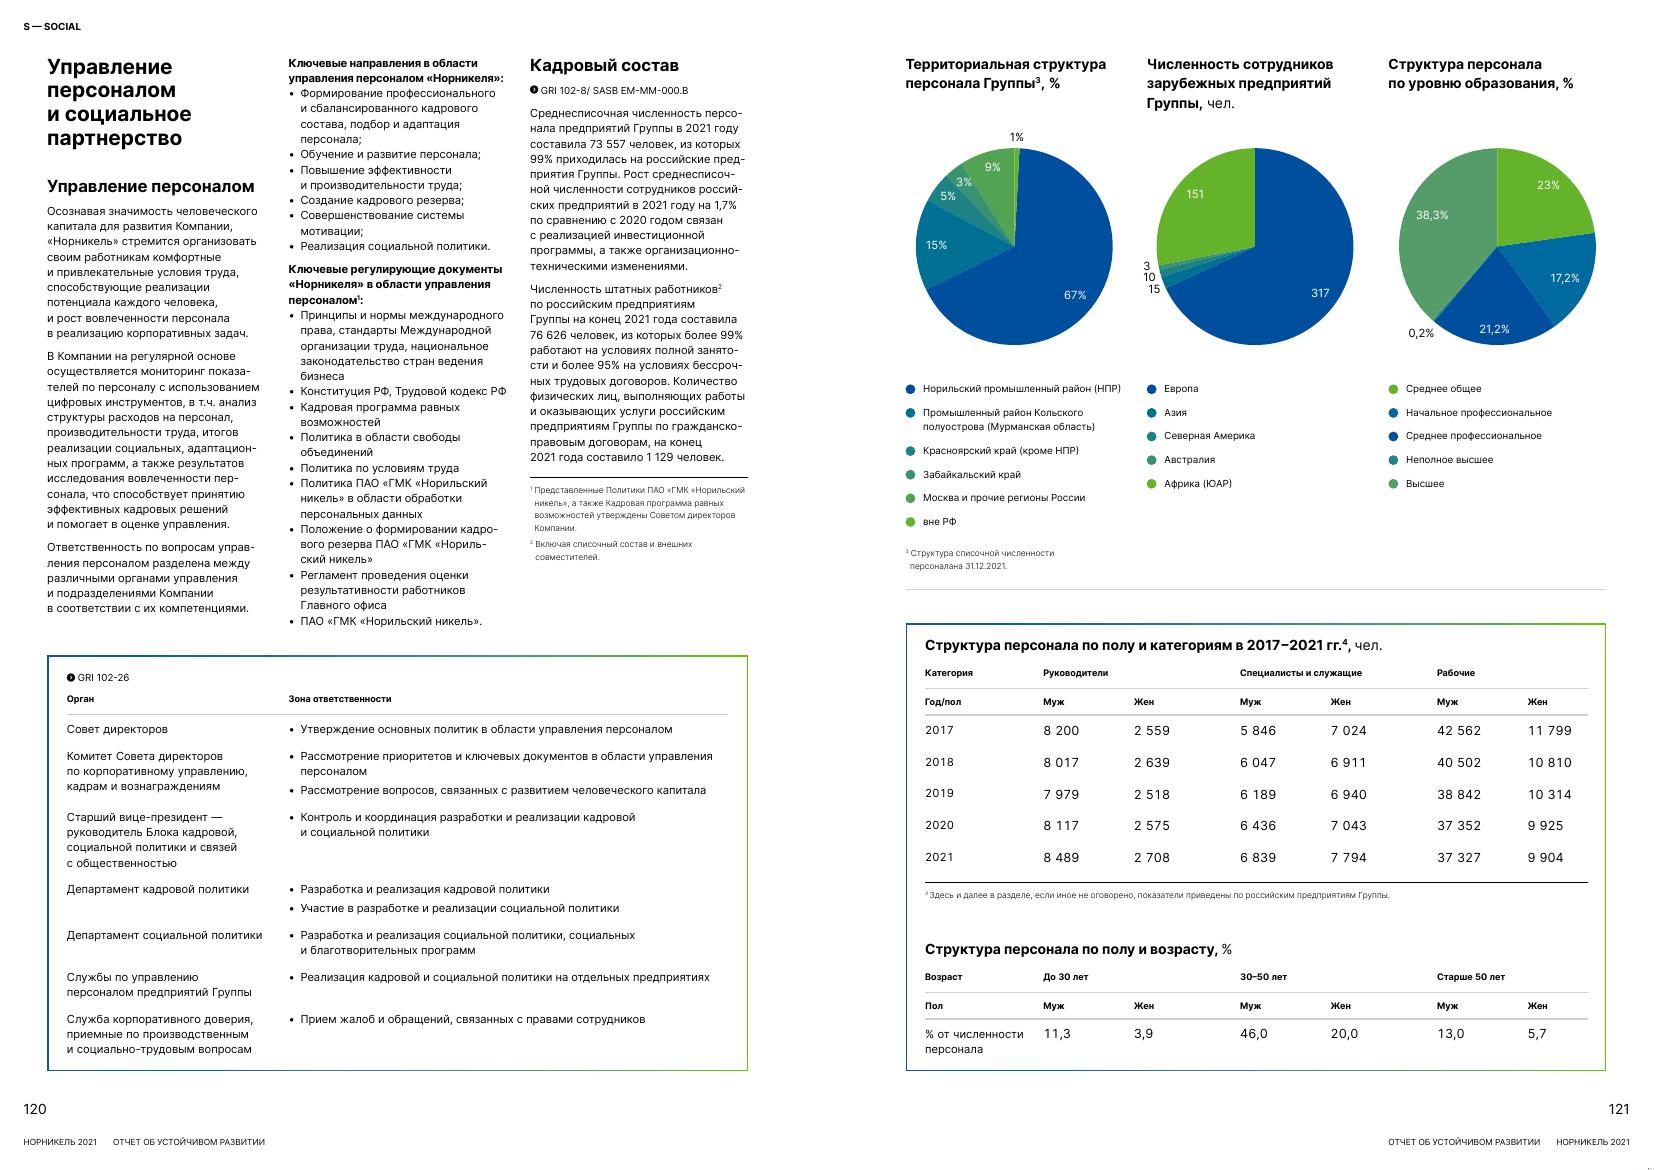 S — SOCIAL
Управление
персоналом
и социальное
партнерство
Управление персоналом
Осознавая значимость человеческого
капитала для развития Компании,
«Норникель» стремится организовать
своим работникам комфортные
и привлекательные условия труда,
способствующие реализации
потенциала каждого человека,
и рост вовлеченности персонала
в реализацию корпоративных задач.
В Компании на регулярной основе
осуществляется мониторинг показа-
телей по персоналу с использованием
цифровых инструментов, в т.ч. анализ
структуры расходов на персонал,
производительности труда, итогов
реализации социальных, адаптацион-
ных программ, а также результатов
исследования вовлеченности пер-
сонала, что способствует принятию
эффективных кадровых решений
и помогает в оценке управления.
Ответственность по вопросам управ-
ления персоналом разделена между
различными органами управления
и подразделениями Компании
в соответствии с их компетенциями.
Ключевые направления в области
управления персоналом «Норникеля»:
• Формирование профессионального
и сбалансированного кадрового
состава, подбор и адаптация
персонала;
• Обучение и развитие персонала;
• Повышение эффективности
и производительности труда;
• Создание кадрового резерва;
• Совершенствование системы
мотивации;
• Реализация социальной политики.
Ключевые регулирующие документы
«Норникеля» в области управления
персоналом¹:
• Принципы и нормы международного
права, стандарты Международной
организации труда, национальное
законодательство стран ведения
бизнеса
• Конституция РФ, Трудовой кодекс РФ
• Кадровая программа равных
возможностей
• Политика в области свободы
объединений
• Политика по условиям труда
• Политика ПАО «ГМК «Норильский
никель» в области обработки
персональных данных
• Положение о формировании кадро-
вого резерва ПАО «ГМК «Нориль-
ский никель»
• Регламент проведения оценки
результативности работников
Главного офиса
• ПАО «ГМК «Норильский никель».
Кадровый состав
GRI 102-8/ SASB EM-MM-000.B
Среднесписочная численность персо-
нала предприятий Группы в 2021 году
составила 73 557 человек, из которых
99% приходилась на российские пред-
приятия Группы. Рост среднесписоч-
ной численности сотрудников россий-
ских предприятий в 2021 году на 1,7%
по сравнению с 2020 годом связан
с реализацией инвестиционной
программы, а также организационно-
техническими изменениями.
Численность штатных работников²
по российским предприятиям
Группы на конец 2021 года составила
76 626 человек, из которых более 99%
работают на условиях полной занято-
сти и более 95% на условиях бессроч-
ных трудовых договоров. Количество
физических лиц, выполняющих работы
и оказывающих услуги российским
предприятиям Группы по гражданско-
правовым договорам, на конец
2021 года составило 1 129 человек.
¹ Представленные Политики ПАО «ГМК «Норильский
никель», а также Кадровая программа равных
возможностей утверждены Советом директоров
Компании.
² Включая списочный состав и внешних
совместителей.
GRI 102-26
Орган Зона ответственности
Совет директоров • Утверждение основных политик в области управления персоналом
Комитет Совета директоров • Рассмотрение приоритетов и ключевых документов в области управления
по корпоративному управлению, персоналом
кадрам и вознаграждениям • Рассмотрение вопросов, связанных с развитием человеческого капитала
Старший вице-президент — • Контроль и координация разработки и реализации кадровой
руководитель Блока кадровой, и социальной политики
социальной политики и связей
с общественностью
Департамент кадровой политики • Разработка и реализация кадровой политики
• Участие в разработке и реализации социальной политики
Департамент социальной политики • Разработка и реализация социальной политики, социальных
и благотворительных программ
Службы по управлению • Реализация кадровой и социальной политики на отдельных предприятиях
персоналом предприятий Группы
Служба корпоративного доверия, • Прием жалоб и обращений, связанных с правами сотрудников
приемные по производственным
и социально-трудовым вопросам
120
НОРНИКЕЛЬ 2021 ОТЧЕТ ОБ УСТОЙЧИВОМ РАЗВИТИИ
Территориальная структура
персонала Группы³, %
1%
9%
3%
5%
15%
67%
Норильский промышленный район (НПР)
Промышленный район Кольского
полуострова (Мурманская область)
Красноярский край (кроме НПР)
Забайкальский край
Москва и прочие регионы России
вне РФ
³ Структура списочной численности
персонала 31.12.2021.
Численность сотрудников
зарубежных предприятий
Группы, чел.
151
3
10
15
317
Европа
Азия
Северная Америка
Австралия
Африка (ЮАР)
Структура персонала
по уровню образования, %
23%
38,3%
17,2%
0,2%
21,2%
Среднее общее
Начальное профессиональное
Среднее профессиональное
Неполное высшее
Высшее
Структура персонала по полу и категориям в 2017–2021 гг.⁴, чел.
Категория Руководители Специалисты и служащие Рабочие
Год/пол Муж Жен Муж Жен Муж Жен
2017 8 200 2 559 5 846 7 024 42 562 11 799
2018 8 017 2 639 6 047 6 911 40 502 10 810
2019 7 979 2 518 6 189 6 940 38 842 10 314
2020 8 117 2 575 6 436 7 043 37 352 9 925
2021 8 489 2 708 6 839 7 794 37 327 9 904
⁴ Здесь и далее в разделе, если иное не оговорено, показатели приведены по российским предприятиям Группы.
Структура персонала по полу и возрасту, %
Возраст До 30 лет 30–50 лет Старше 50 лет
Пол Муж Жен Муж Жен Муж Жен
% от численности 11,3 3,9 46,0 20,0 13,0 5,7
персонала
121
ОТЧЕТ ОБ УСТОЙЧИВОМ РАЗВИТИИ НОРНИКЕЛЬ 2021